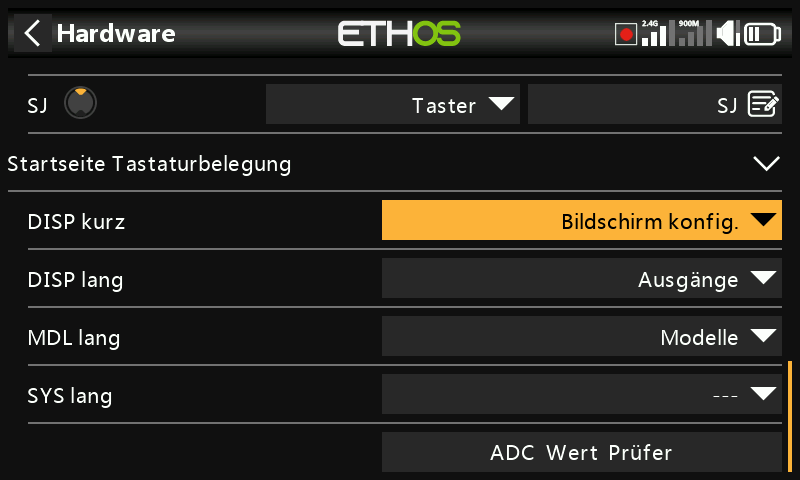 Hardware
ETHOS
2.4G 900M
SJ Taster SJ
Startseite Tastaturbelegung
DISP kurz Bildschirm konfig.
DISP lang Ausgänge
MDL lang Modelle
SYS lang ---
ADC Wert Prüfer